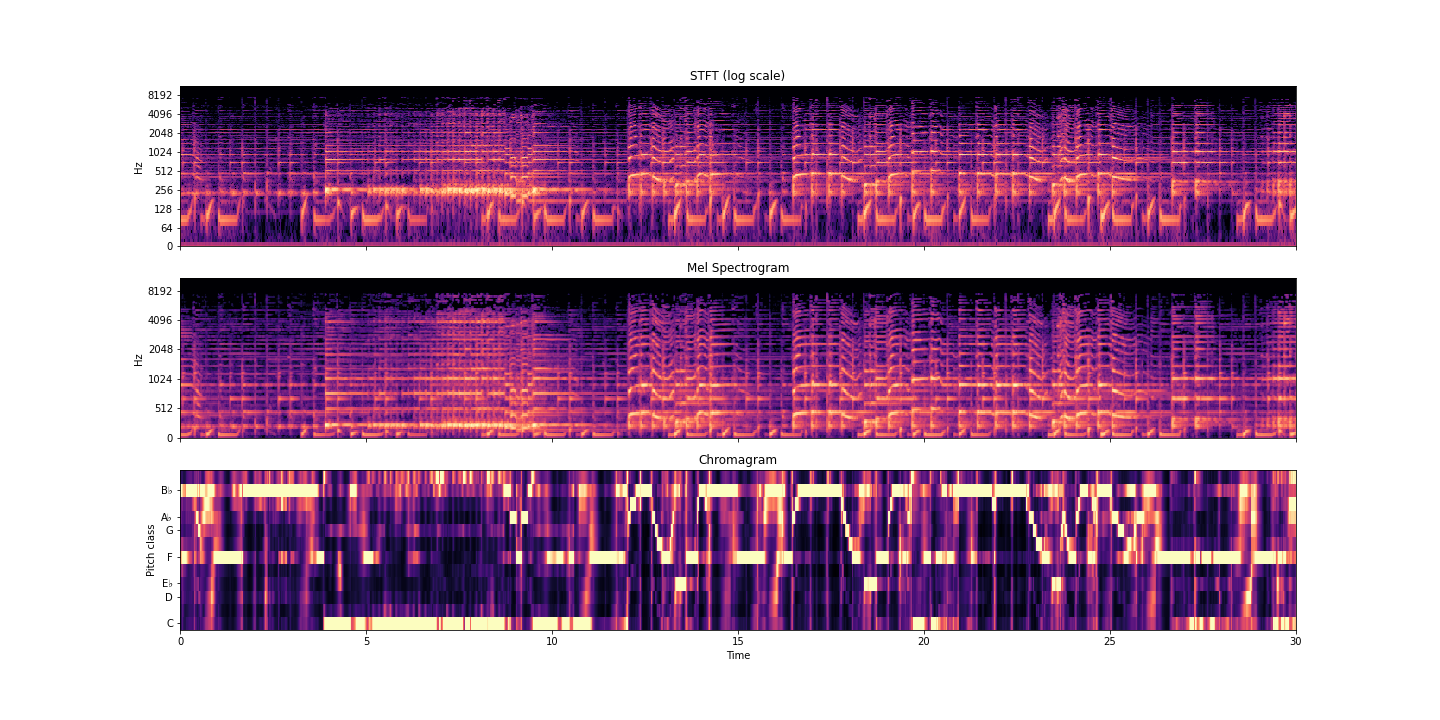 STFT (log scale)
8192
4096
2048
1024
512
256
128
64
0
Hz
Mel Spectrogram
8192
4096
2048
1024
512
0
Hz
Chromagram
B♭
A♭
G
F
E♭
D
C
Pitch class
0 5 10 15 20 25 30
Time